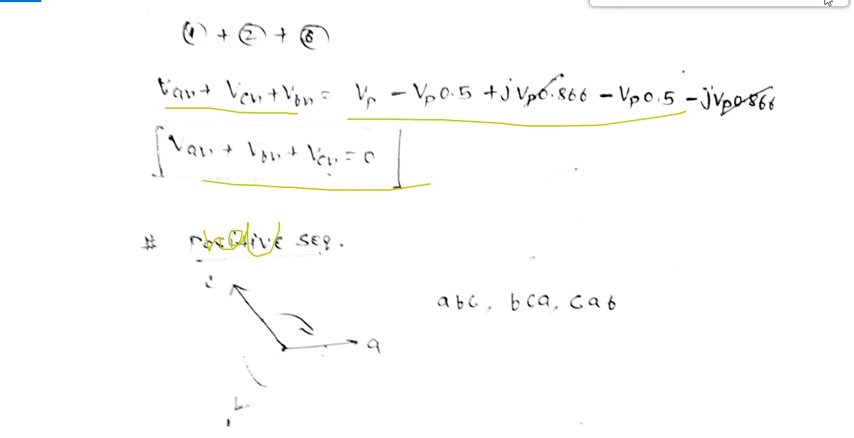 ① + ② + ③
Van + Vcn + Vbn = Vp - Vp0.5 + jVp0.866 - Vp0.5 - jVp0.866
Van + Vbn + Vcn = 0
# Positive seq.
c
abc, bca, cab
a
b